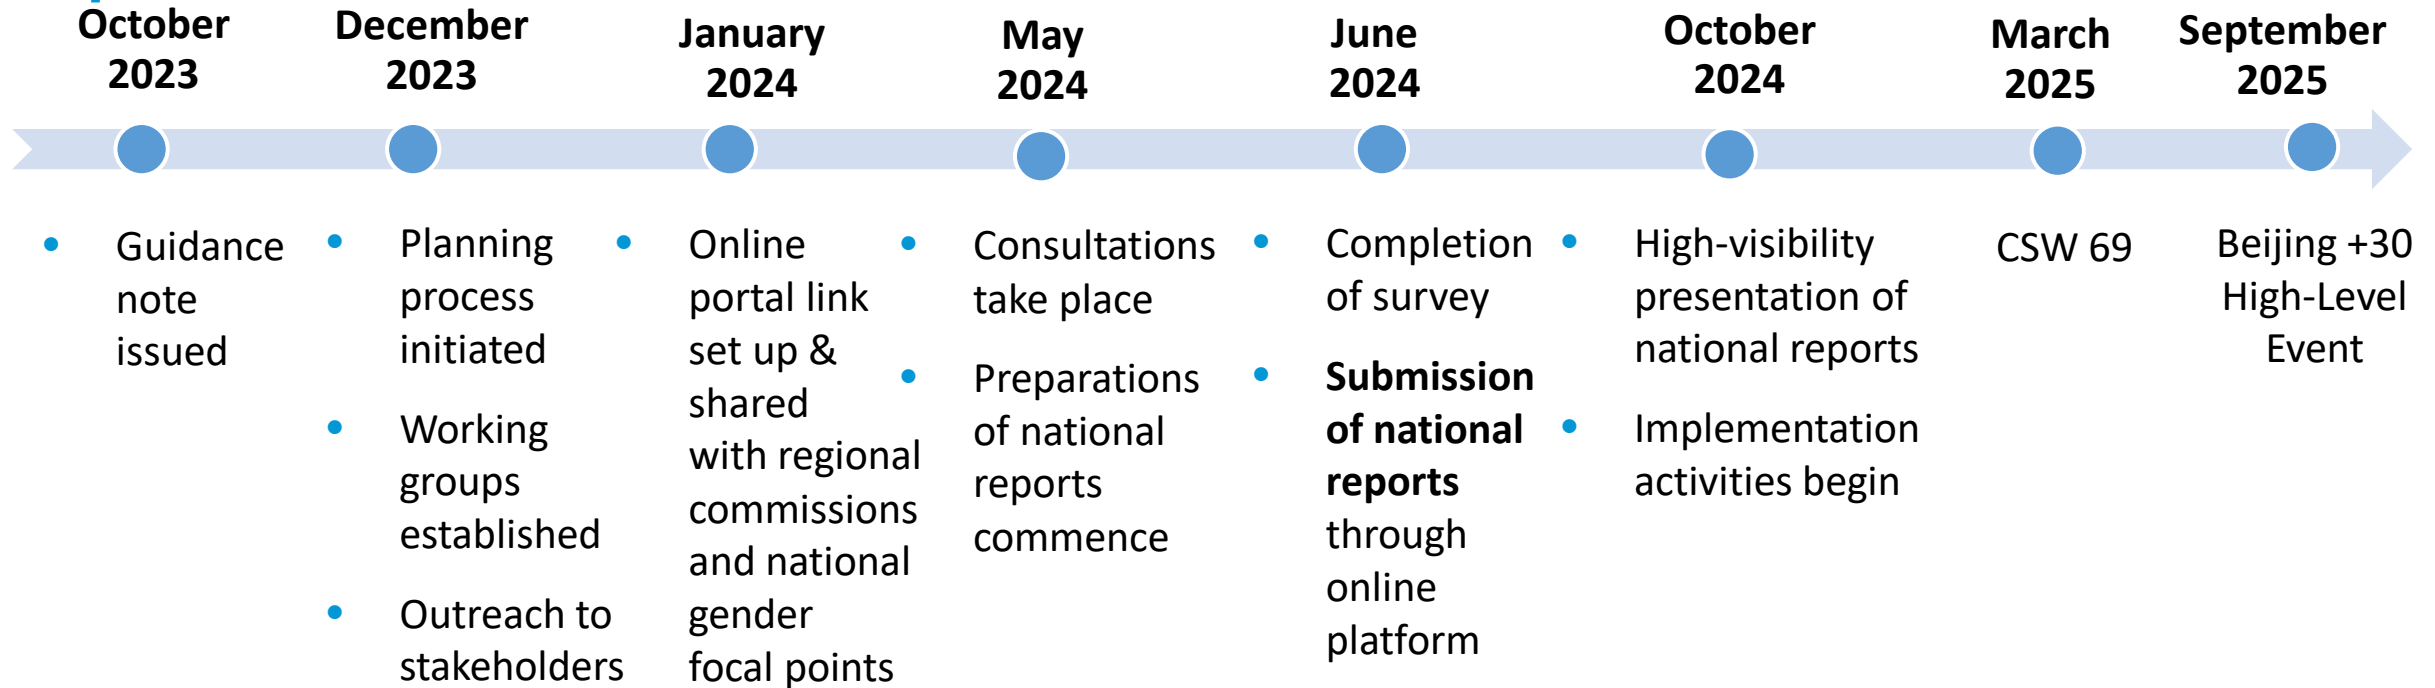 October
2023
December
2023
January
2024
May
2024
June
2024
October
2024
March
2025
September
2025
• Guidance
note
issued
• Planning
process
initiated
• Working
groups
established
• Outreach to
stakeholders
• Online
portal link
set up &
shared
with regional
commissions
and national
gender
focal points
• Consultations
take place
• Preparations
of national
reports
commence
• Completion
of survey
• Submission
of national
reports
through
online
platform
• High-visibility
presentation of
national reports
• Implementation
activities begin
CSW 69
Beijing +30
High-Level
Event